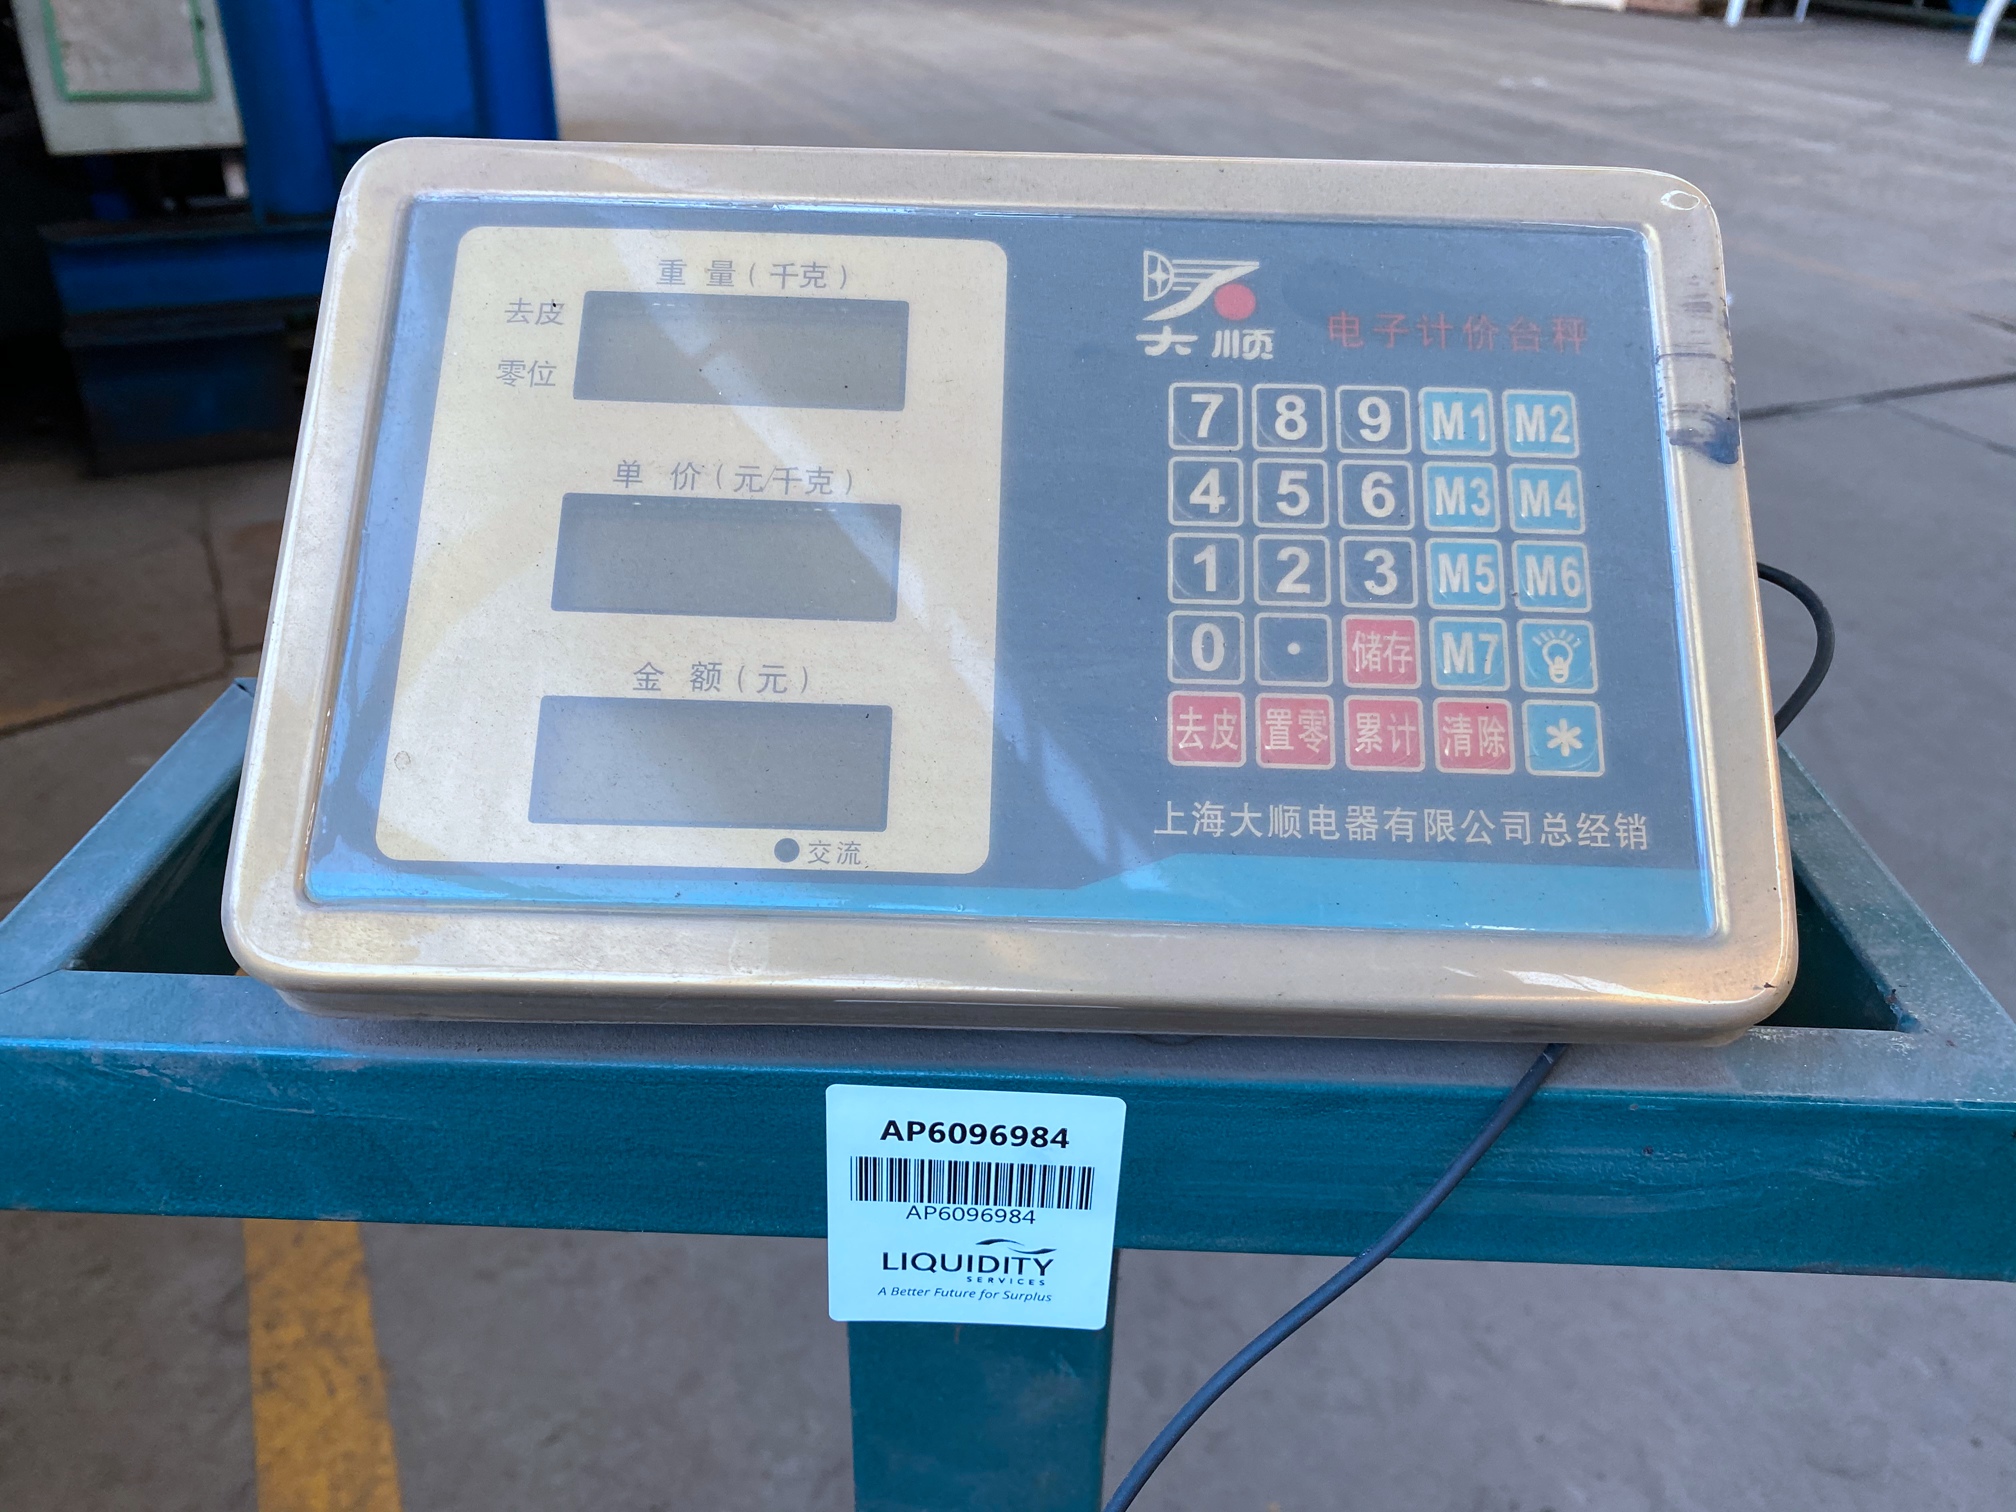 重 量(千克)
去皮
零位
单 价(元/千克)
金 额(元)
交流
大顺
电子计价台秤
7 8 9 M1 M2
4 5 6 M3 M4
1 2 3 M5 M6
0 · 储存 M7
去皮 置零 累计 清除 *
上海大顺电器有限公司总经销
AP6096984
AP6096984
LIQUIDITY
SERVICES
A Better Future for Surplus